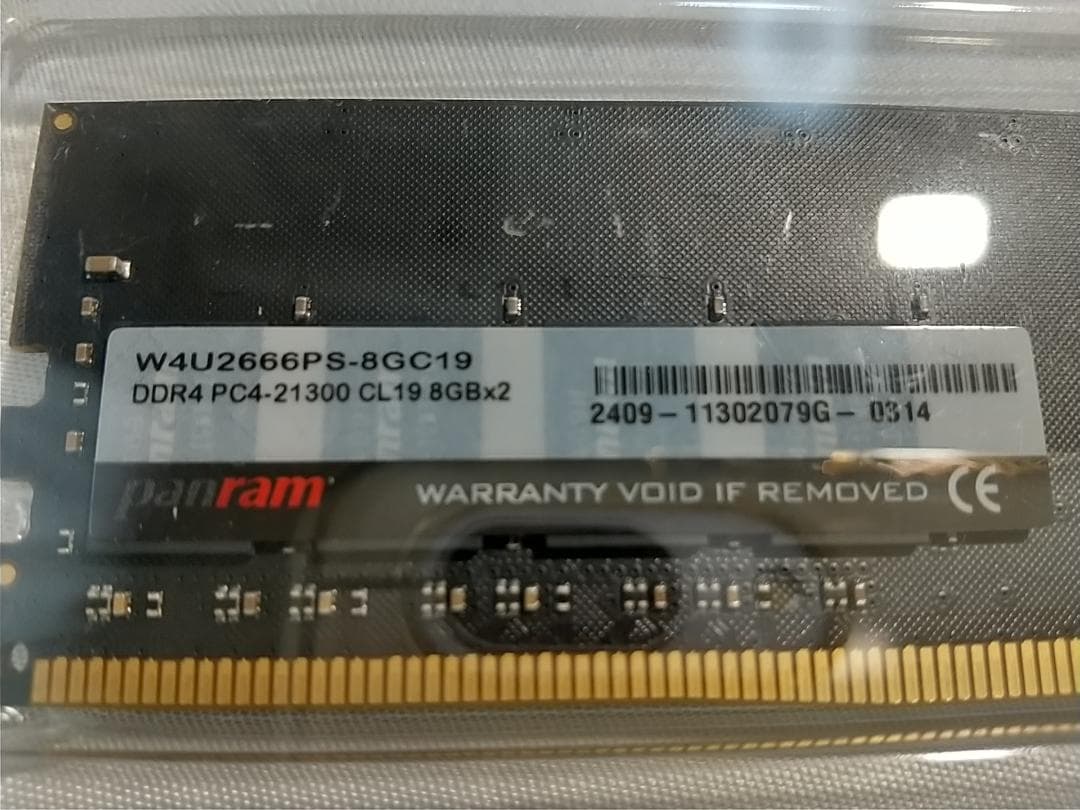 W4U2666PS-8GC19
DDR4 PC4-21300 CL19 8GBx2
2409-11302079G- 0314
panram
WARRANTY VOID IF REMOVED CE